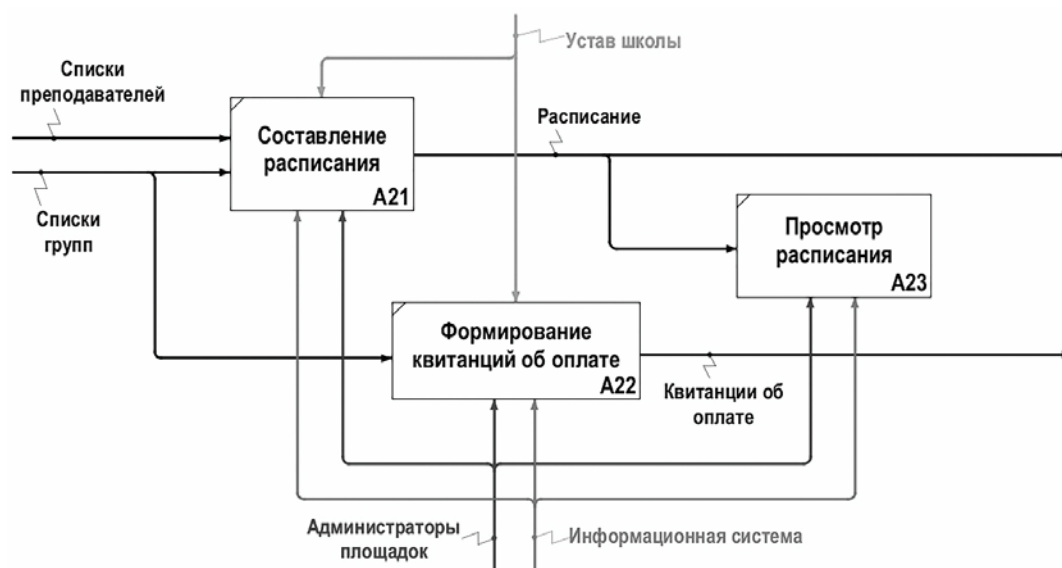 Устав школы
Списки
преподавателей
Составление
расписания
A21
Расписание
Списки
групп
Просмотр
расписания
A23
Формирование
квитанций об оплате
A22
Квитанции об
оплате
Администраторы
площадок
Информационная система